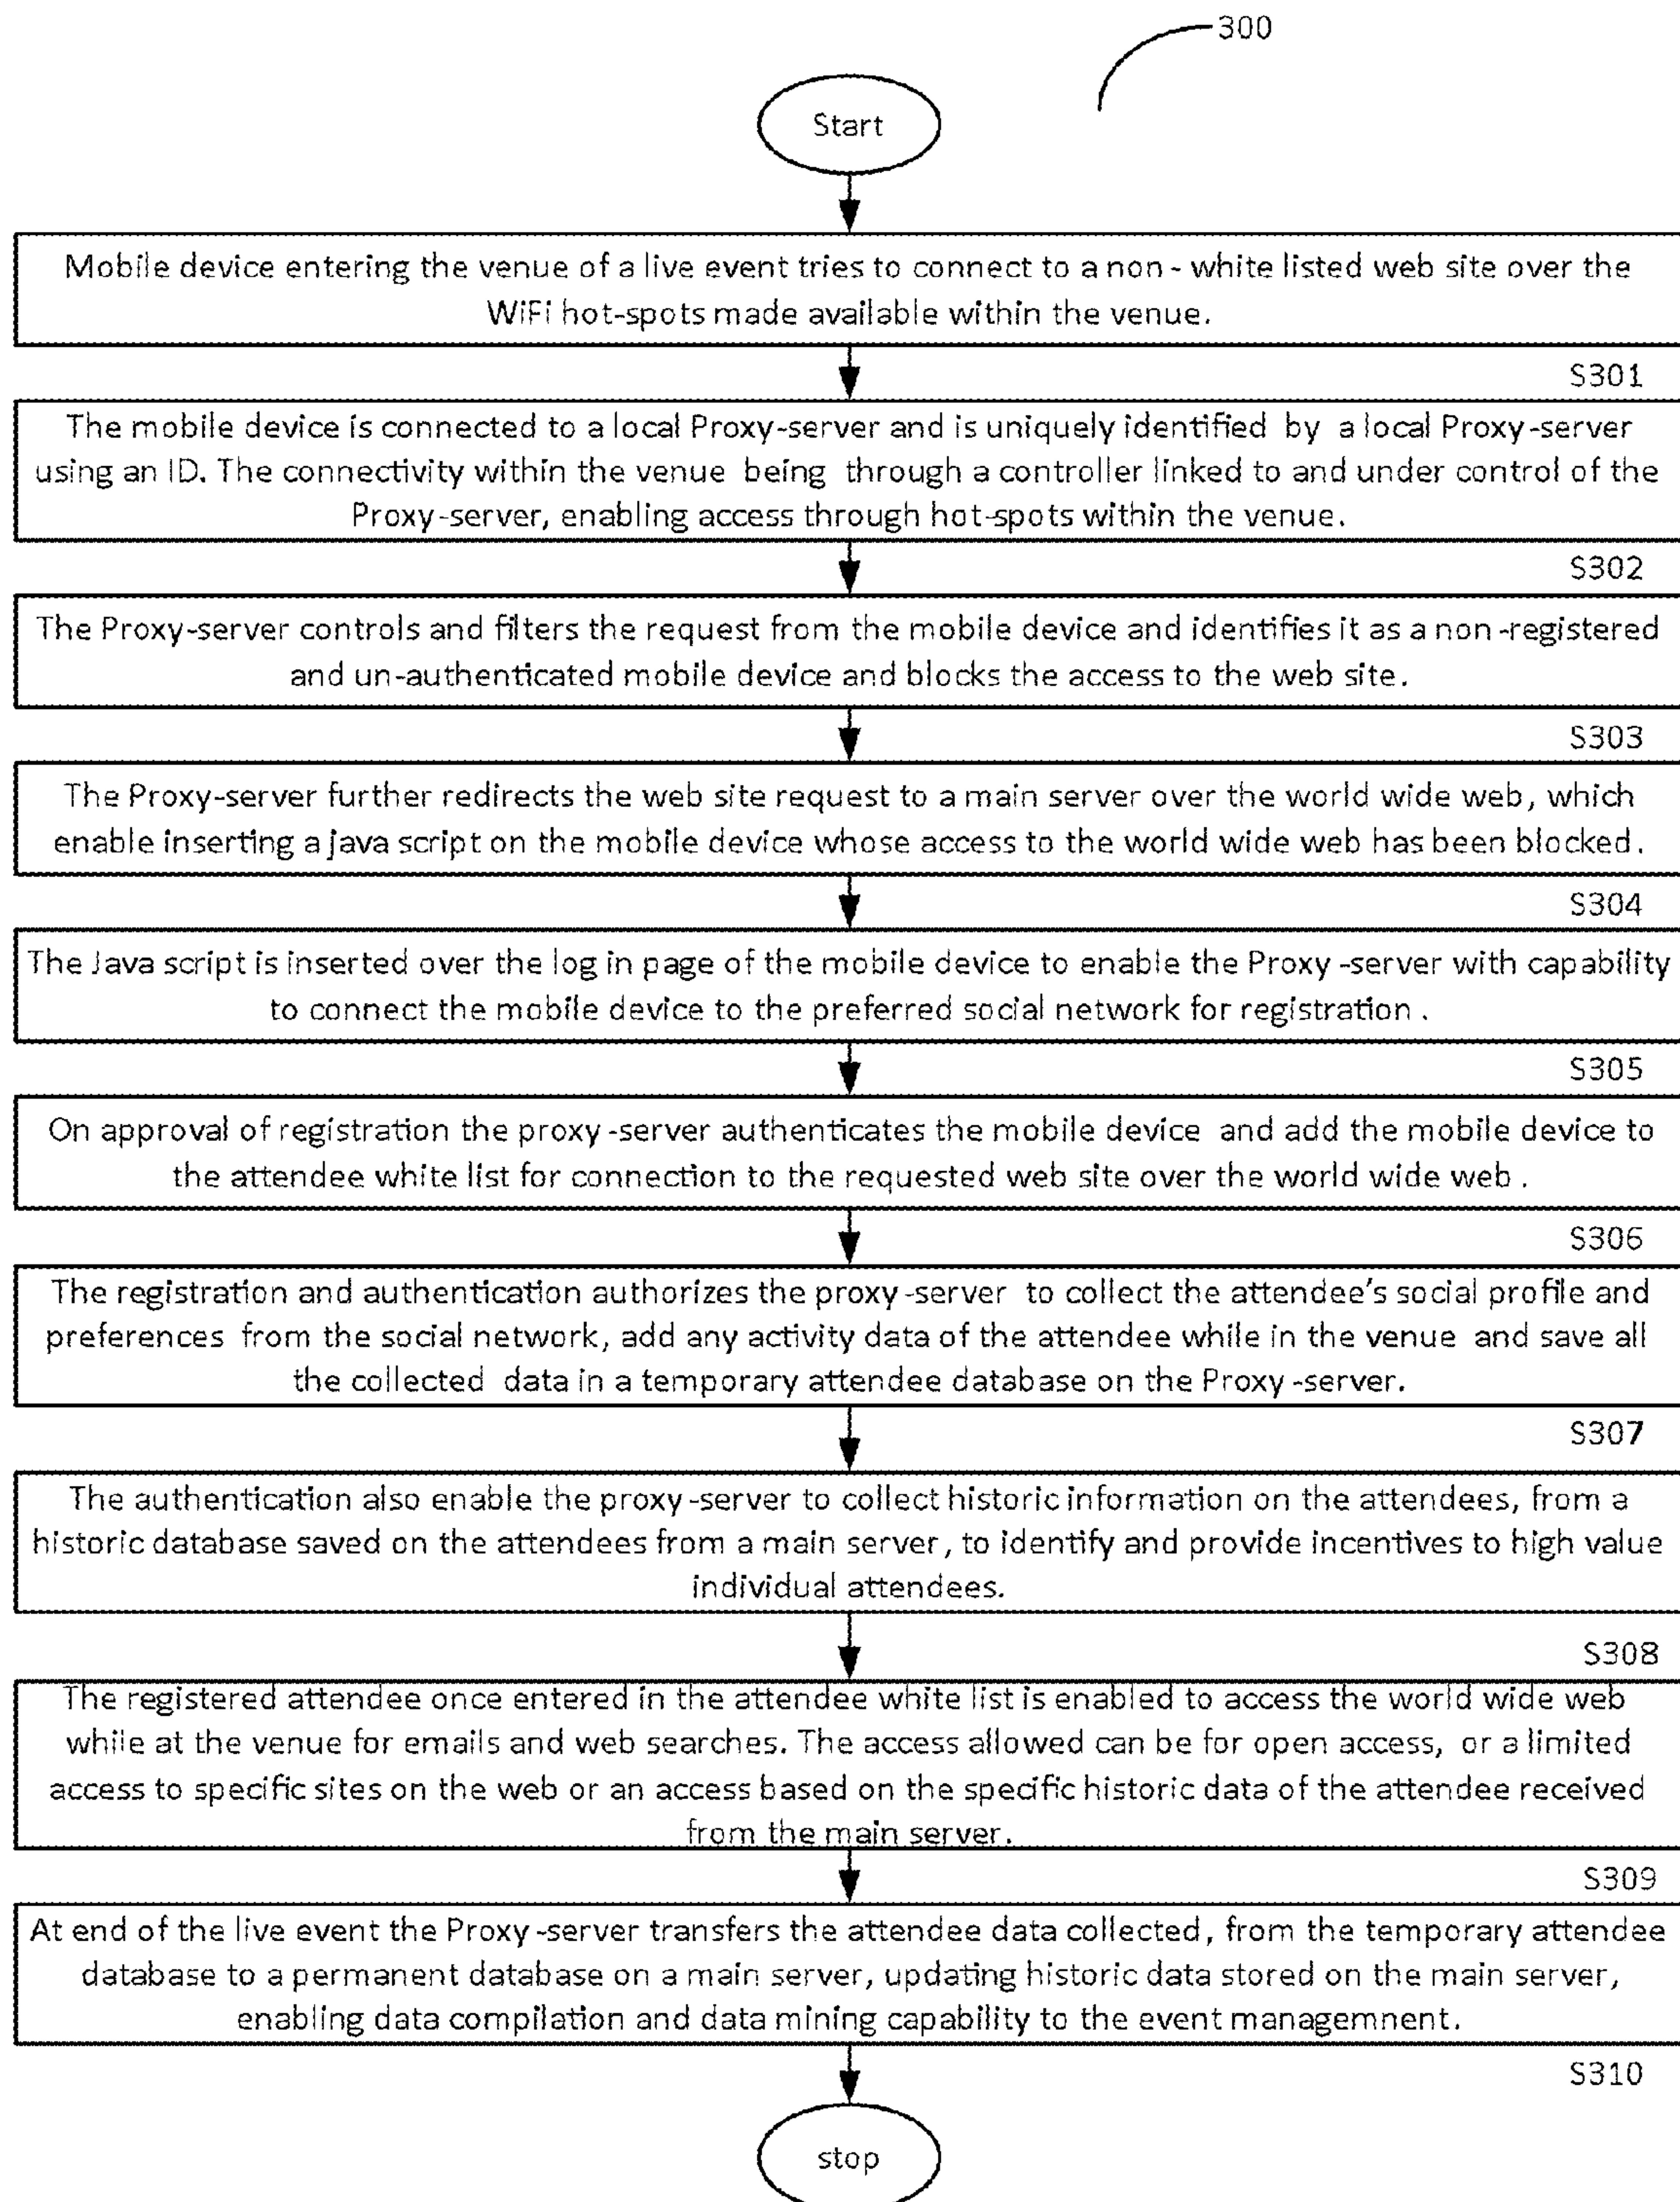 300
Start
Mobile device entering the venue of a live event tries to connect to a non - white listed web site over the
WiFi hot-spots made available within the venue.
S301
The mobile device is connected to a local Proxy-server and is uniquely identified by a local Proxy-server
using an ID. The connectivity within the venue being through a controller linked to and under control of the
Proxy-server, enabling access through hot-spots within the venue.
S302
The Proxy-server controls and filters the request from the mobile device and identifies it as a non -registered
and un-authenticated mobile device and blocks the access to the web site.
S303
The Proxy-server further redirects the web site request to a main server over the world wide web, which
enable inserting a java script on the mobile device whose access to the world wide web has been blocked.
S304
The Java script is inserted over the log in page of the mobile device to enable the Proxy -server with capability
to connect the mobile device to the preferred social network for registration .
S305
On approval of registration the proxy -server authenticates the mobile device and add the mobile device to
the attendee white list for connection to the requested web site over the world wide web .
S306
The registration and authentication authorizes the proxy -server to collect the attendee's social profile and
preferences from the social network, add any activity data of the attendee while in the venue and save all
the collected data in a temporary attendee database on the Proxy -server.
S307
The authentication also enable the proxy -server to collect historic information on the attendees, from a
historic database saved on the attendees from a main server, to identify and provide incentives to high value
individual attendees.
S308
The registered attendee once entered in the attendee white list is enabled to access the world wide web
while at the venue for emails and web searches. The access allowed can be for open access, or a limited
access to specific sites on the web or an access based on the specific historic data of the attendee received
from the main server.
S309
At end of the live event the Proxy -server transfers the attendee data collected, from the temporary attendee
database to a permanent database on a main server, updating historic data stored on the main server,
enabling data compilation and data mining capability to the event managemnent.
S310
stop